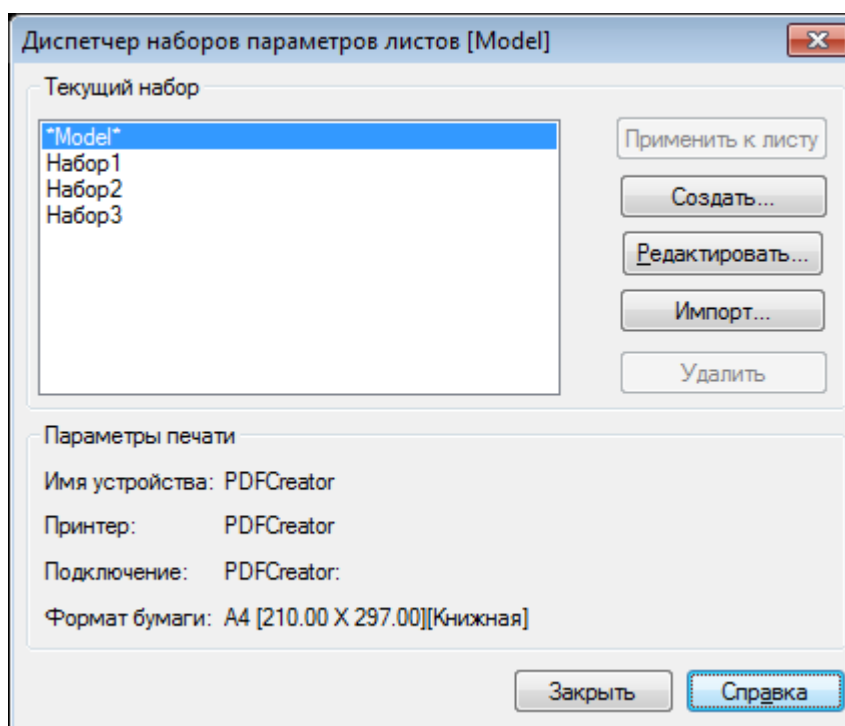 Диспетчер наборов параметров листов [Model]
Текущий набор
*Model*
Набор1
Набор2
Набор3
Применить к листу
Создать...
Редактировать...
Импорт...
Удалить
Параметры печати
Имя устройства: PDFCreator
Принтер: PDFCreator
Подключение: PDFCreator:
Формат бумаги: A4 [210.00 X 297.00][Книжная]
Закрыть Справка